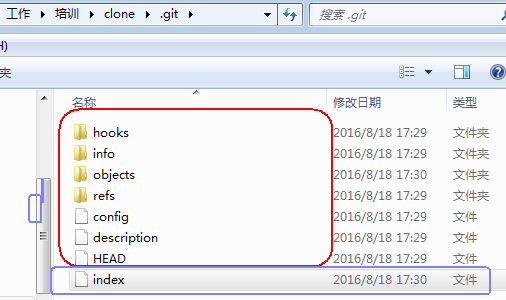 工作 ▸ 培训 ▸ clone ▸ .git ▸ 搜索 .git
H)
夹
名称 修改日期 类型
hooks 2016/8/18 17:29 文件夹
info 2016/8/18 17:29 文件夹
objects 2016/8/18 17:30 文件夹
refs 2016/8/18 17:29 文件夹
config 2016/8/18 17:29 文件
description 2016/8/18 17:29 文件
HEAD 2016/8/18 17:29 文件
index 2016/8/18 17:30 文件